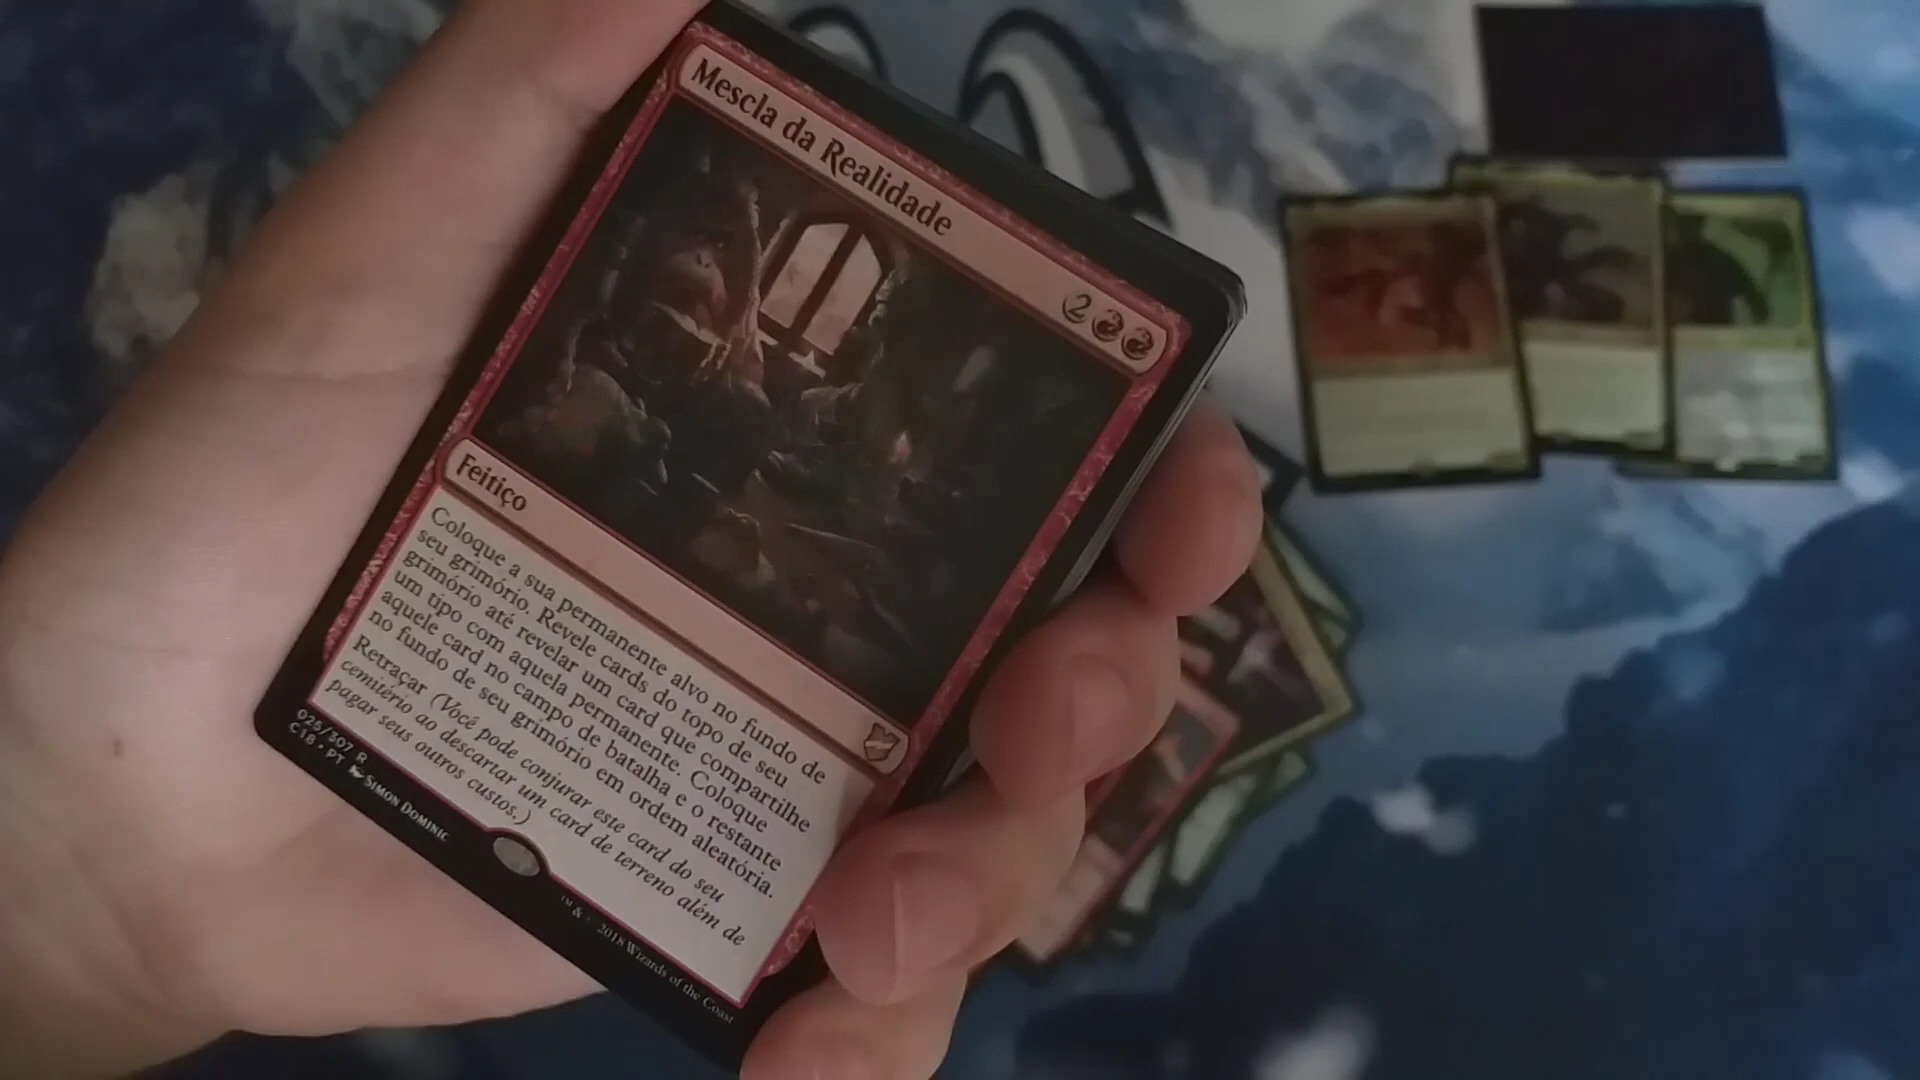 Mescla da Realidade
2
Feitiço
Coloque a sua permanente alvo no fundo de
seu grimório. Revele cards do topo de seu
grimório até revelar um card que compartilhe
um tipo com aquela permanente. Coloque
aquele card no campo de batalha e o restante
no fundo de seu grimório em ordem aleatória.
Retraçar (Você pode conjurar este card do seu
cemitério ao descartar um card de terreno além de
pagar seus outros custos.)
025/307 R
C18 • PT SIMON DOMINIC
™ & 2018 Wizards of the Coast